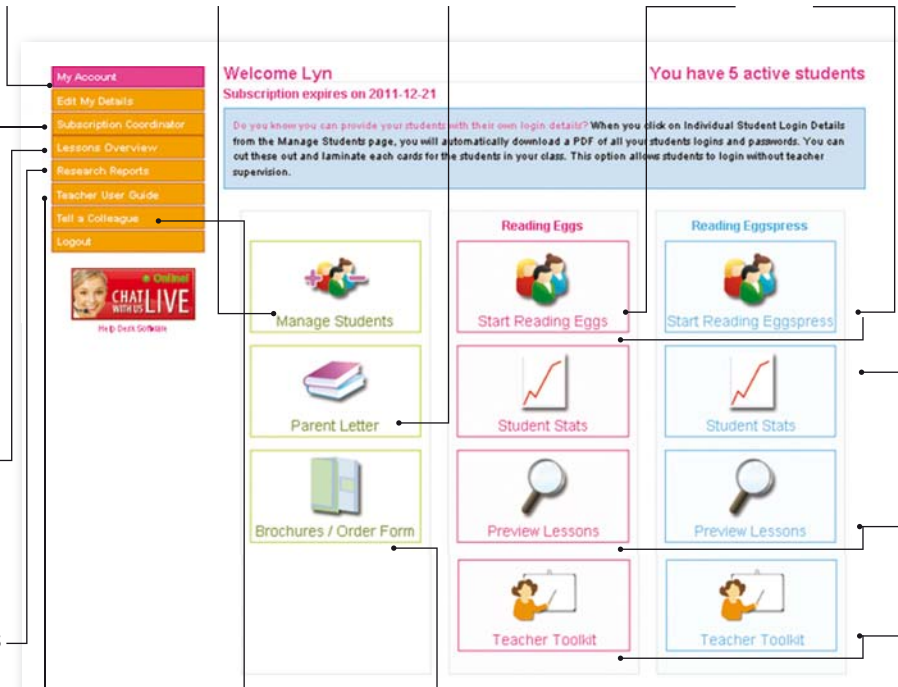 My Account
Edit My Details
Subscription Coordinator
Lessons Overview
Research Reports
Teacher User Guide
Tell a Colleague
Logout
Online!
CHAT LIVE
WITH US
Help Desk Software
Welcome Lyn
You have 5 active students
Subscription expires on 2011-12-21
Do you know you can provide your students with their own login details? When you click on Individual Student Login Details
from the Manage Students page, you will automatically download a PDF of all your students logins and passwords. You can
cut these out and laminate each cards for the students in your class. This option allows students to login without teacher
supervision.
Manage Students
Parent Letter
Brochures / Order Form
Reading Eggs
Start Reading Eggs
Student Stats
Preview Lessons
Teacher Toolkit
Reading Eggspress
Start Reading Eggspress
Student Stats
Preview Lessons
Teacher Toolkit